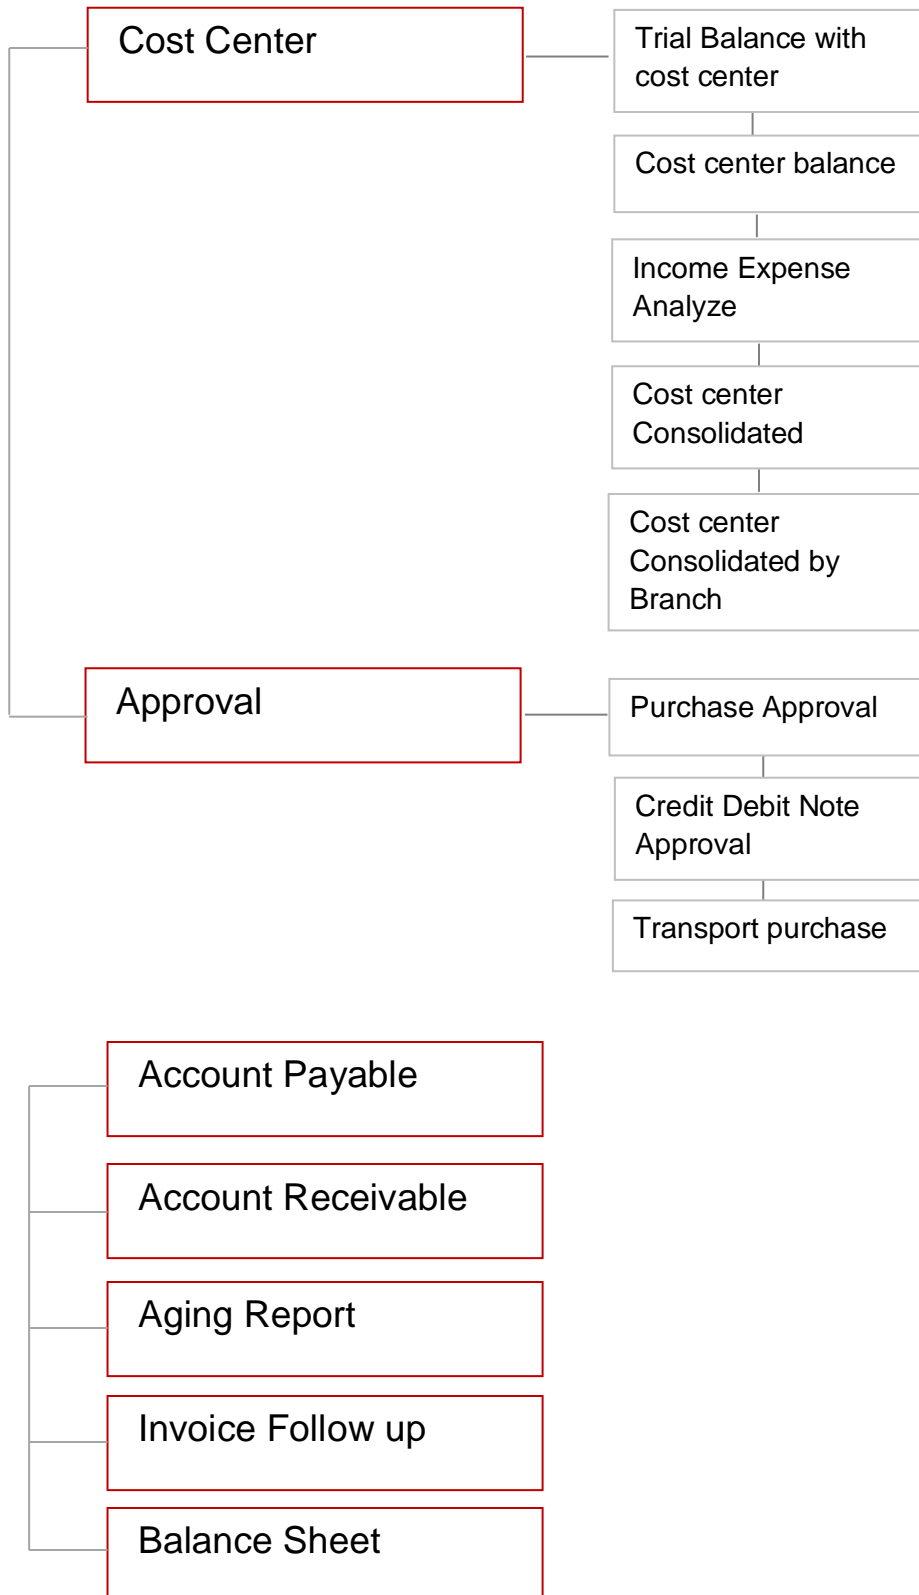 Cost Center
Trial Balance with
cost center
Cost center balance
Income Expense
Analyze
Cost center
Consolidated
Cost center
Consolidated by
Branch
Approval
Purchase Approval
Credit Debit Note
Approval
Transport purchase
Account Payable
Account Receivable
Aging Report
Invoice Follow up
Balance Sheet